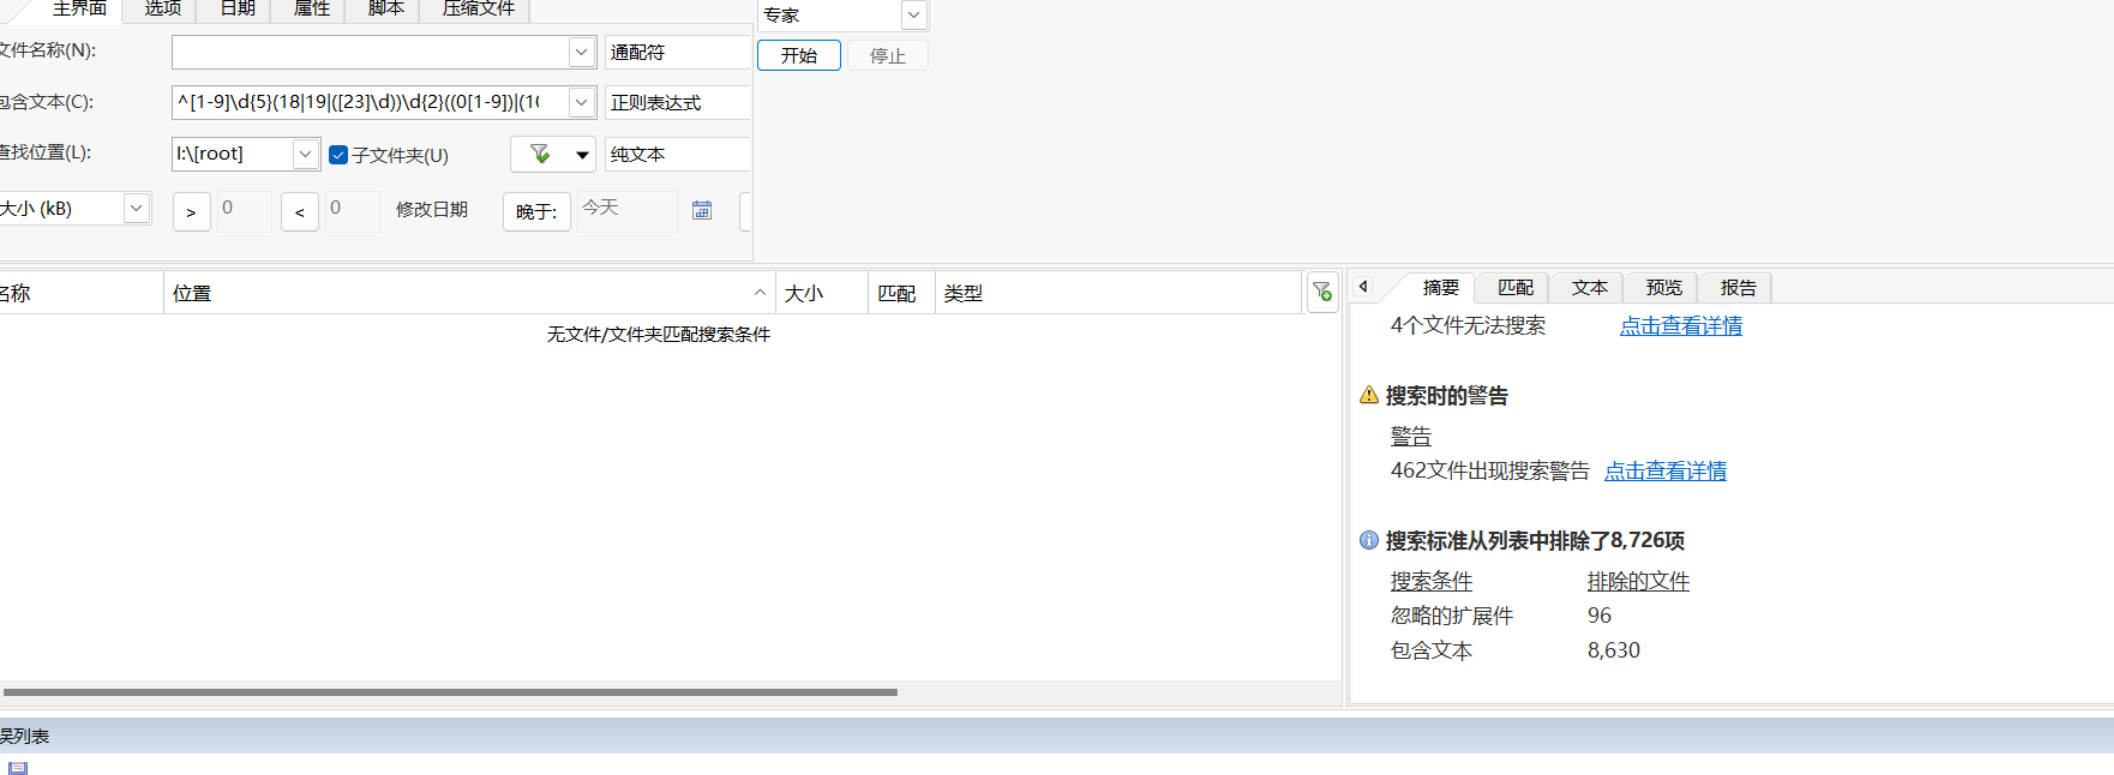 主界面 选项 日期 属性 脚本 压缩文件 专家
文件名称(N): 通配符 开始 停止
包含文本(C): ^[1-9]\d{5}(18|19|([23]\d))\d{2}((0[1-9])|(10 正则表达式
查找位置(L): I:\[root] 子文件夹(U) 纯文本
大小 (kB) > 0 < 0 修改日期 晚于: 今天
名称 位置 大小 匹配 类型
无文件/文件夹匹配搜索条件
摘要 匹配 文本 预览 报告
4个文件无法搜索 点击查看详情
搜索时的警告
警告
462文件出现搜索警告 点击查看详情
搜索标准从列表中排除了8,726项
搜索条件 排除的文件
忽略的扩展件 96
包含文本 8,630
误列表